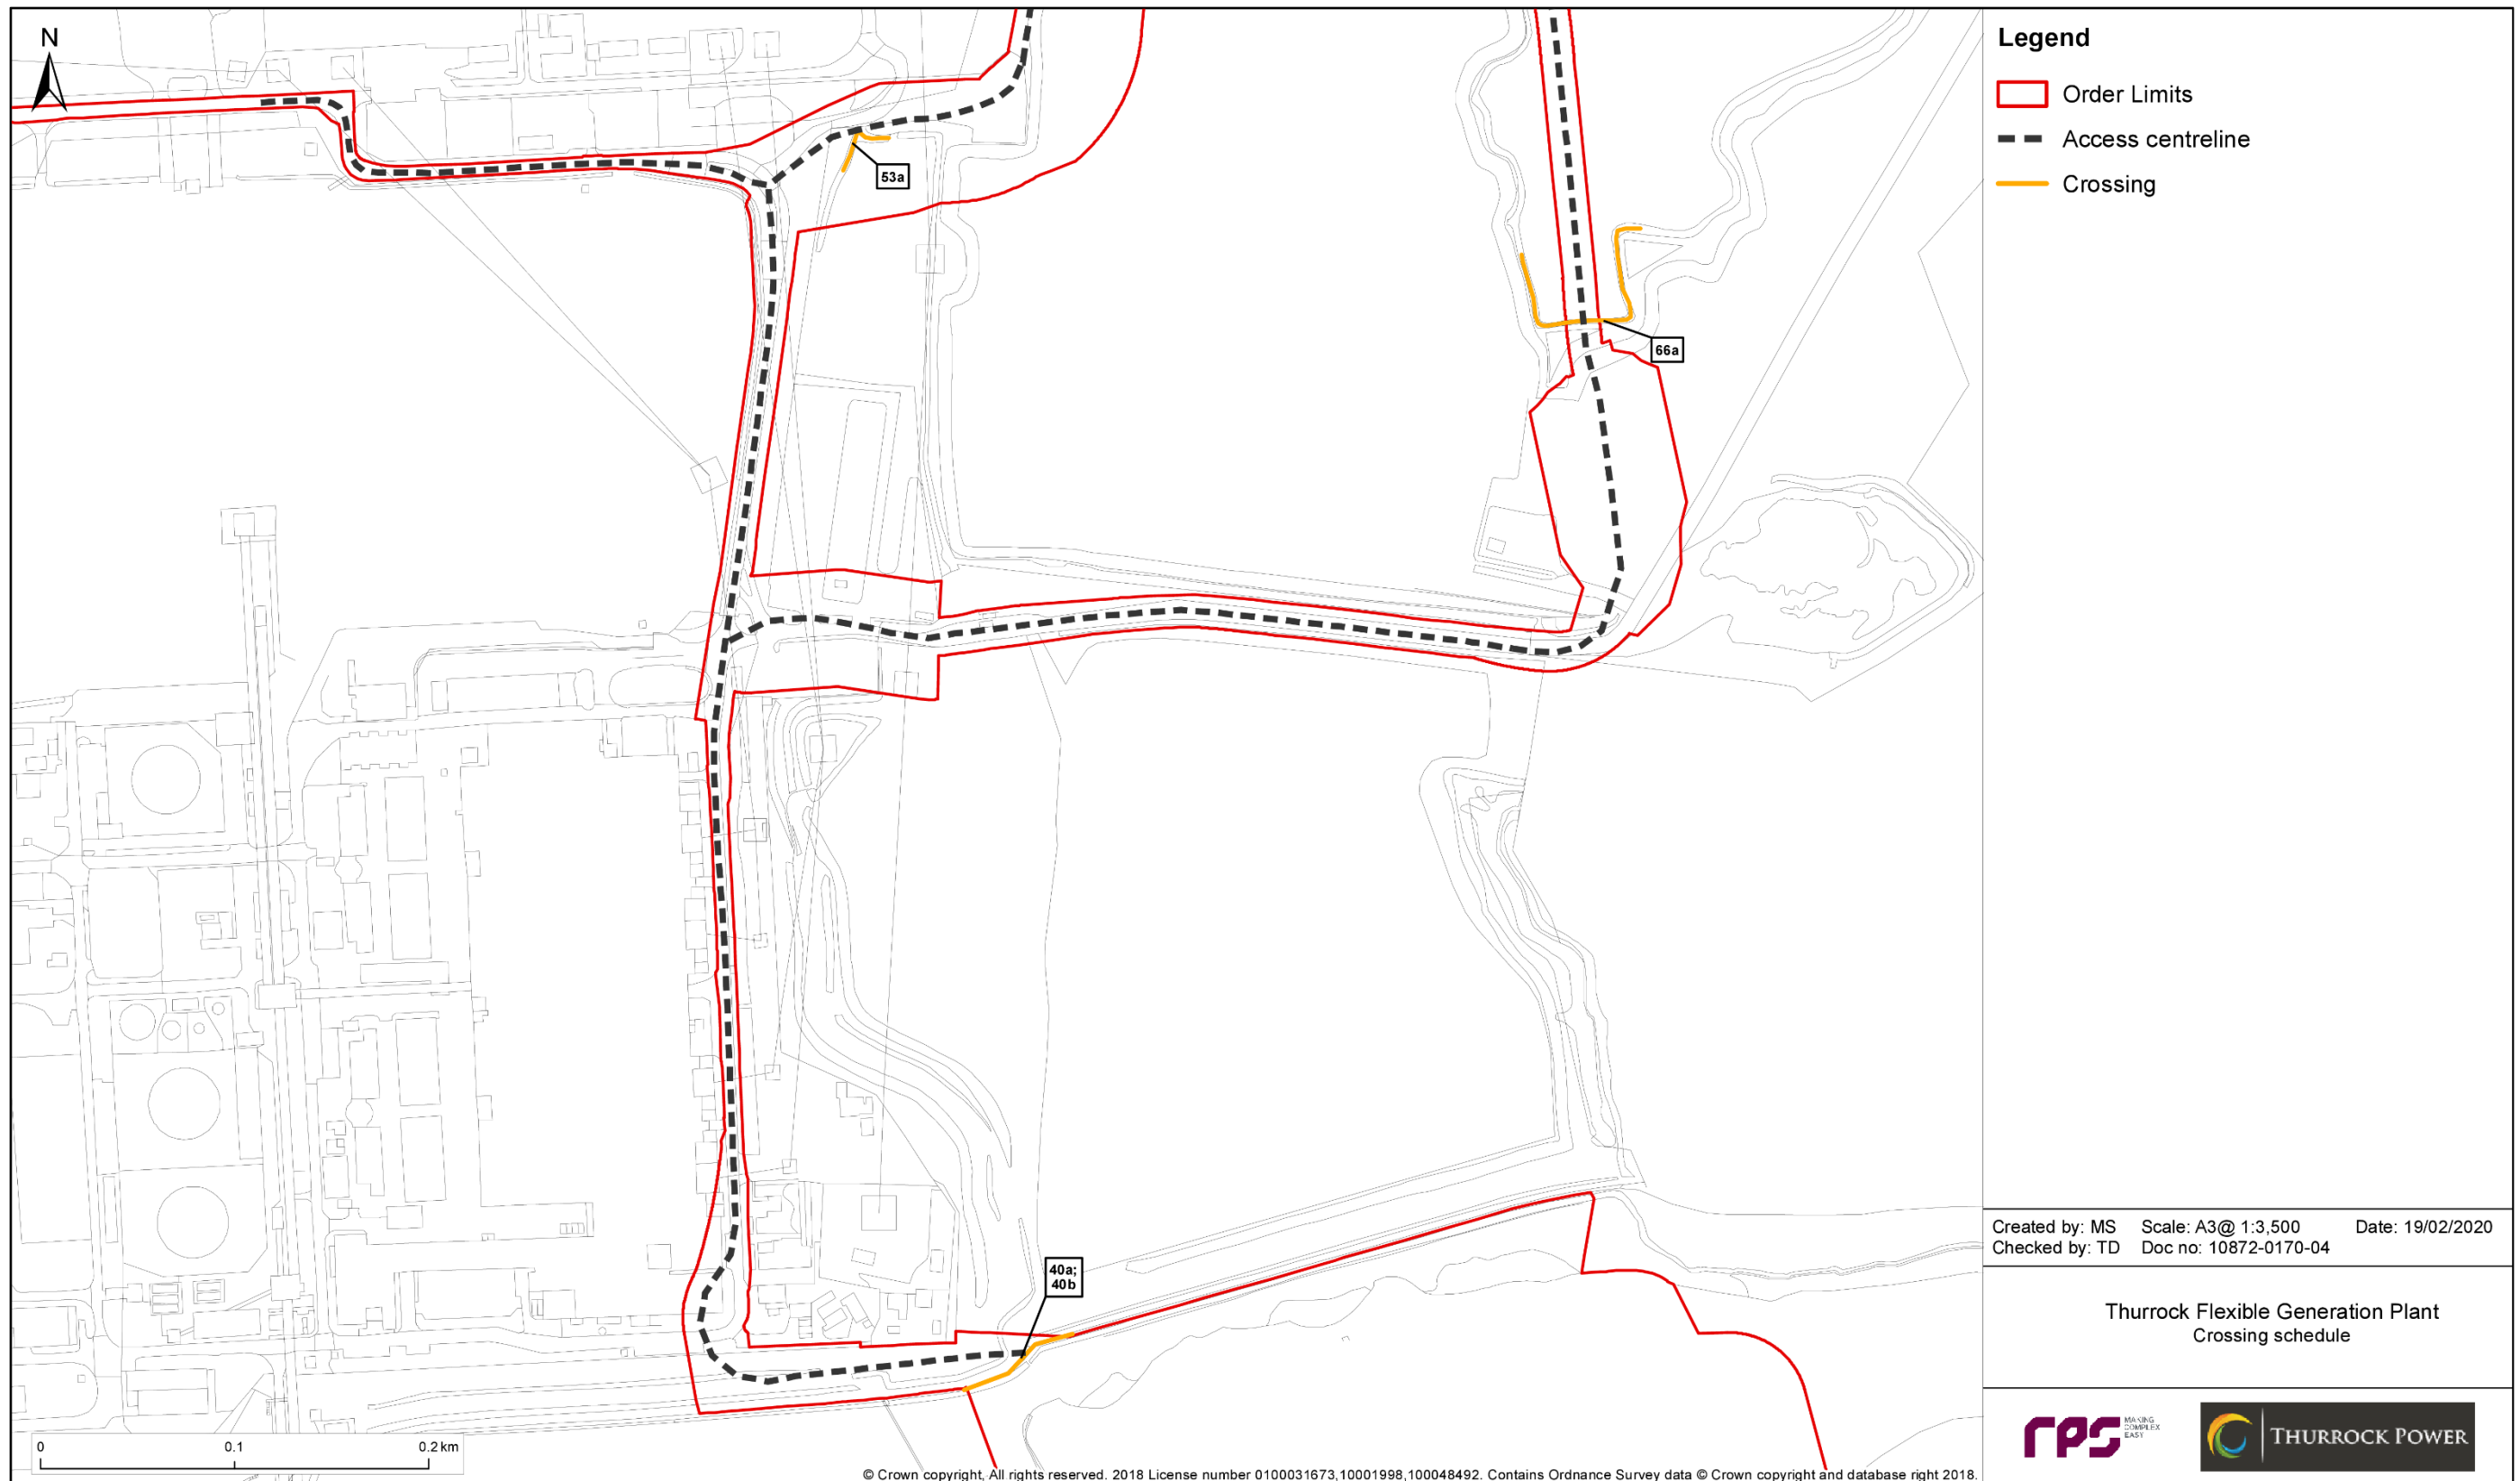 N
Legend
Order Limits
Access centreline
Crossing
53a
66a
40a;
40b
0 0.1 0.2 km
Created by: MS Scale: A3@ 1:3,500 Date: 19/02/2020
Checked by: TD Doc no: 10872-0170-04
Thurrock Flexible Generation Plant
Crossing schedule
rps
MAKING
COMPLEX
EASY
THURROCK POWER
© Crown copyright, All rights reserved. 2018 License number 0100031673,10001998,100048492. Contains Ordnance Survey data © Crown copyright and database right 2018.